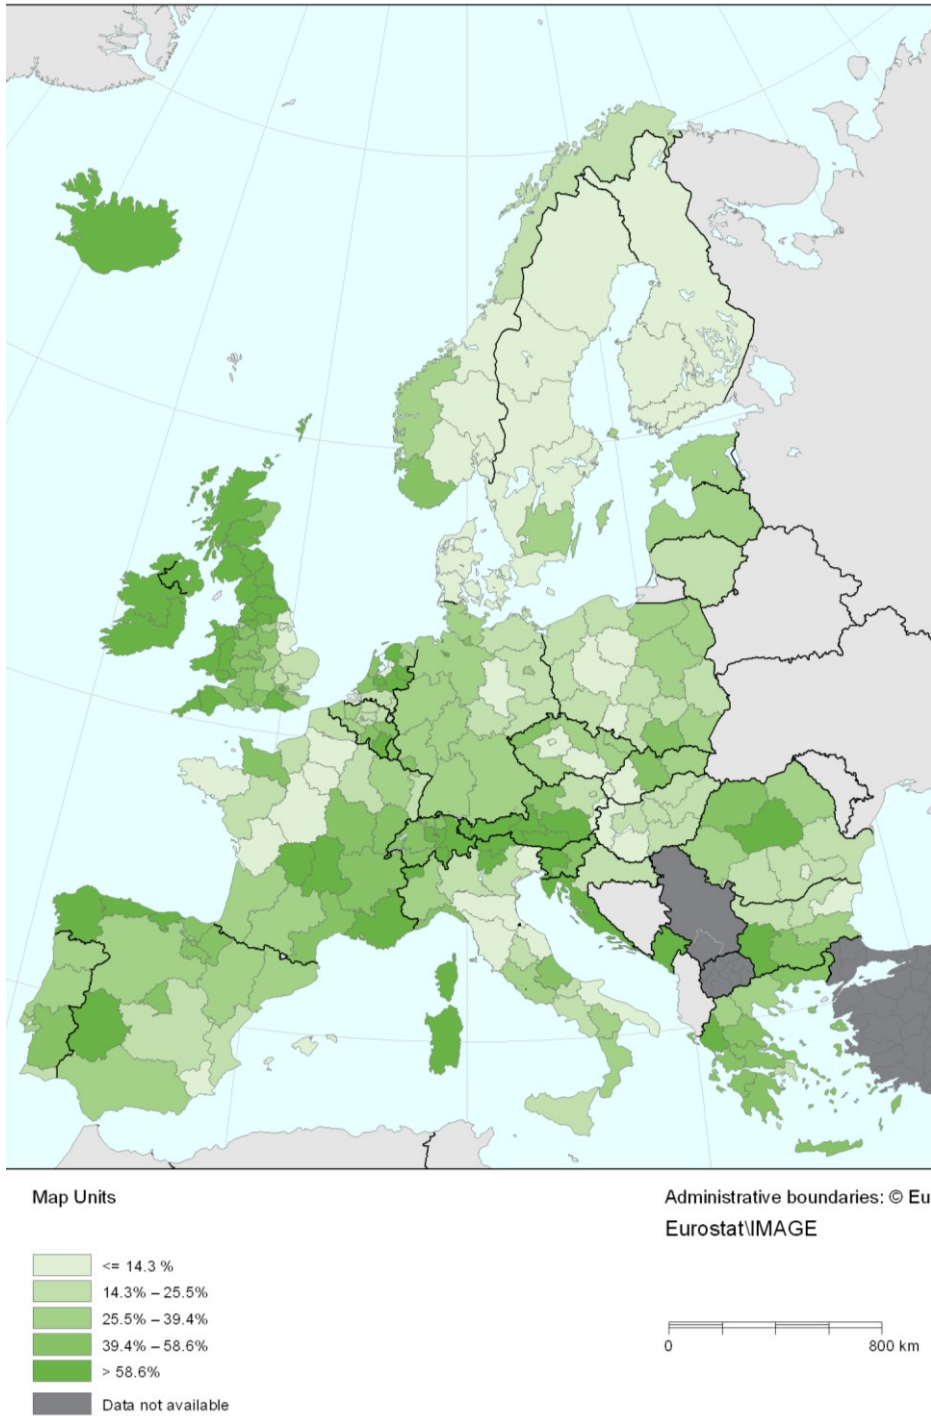 Map Units
Administrative boundaries: © Eu
Eurostat\IMAGE
<= 14.3 %
14.3% – 25.5%
25.5% – 39.4%
39.4% – 58.6%
> 58.6%
Data not available
0 800 km